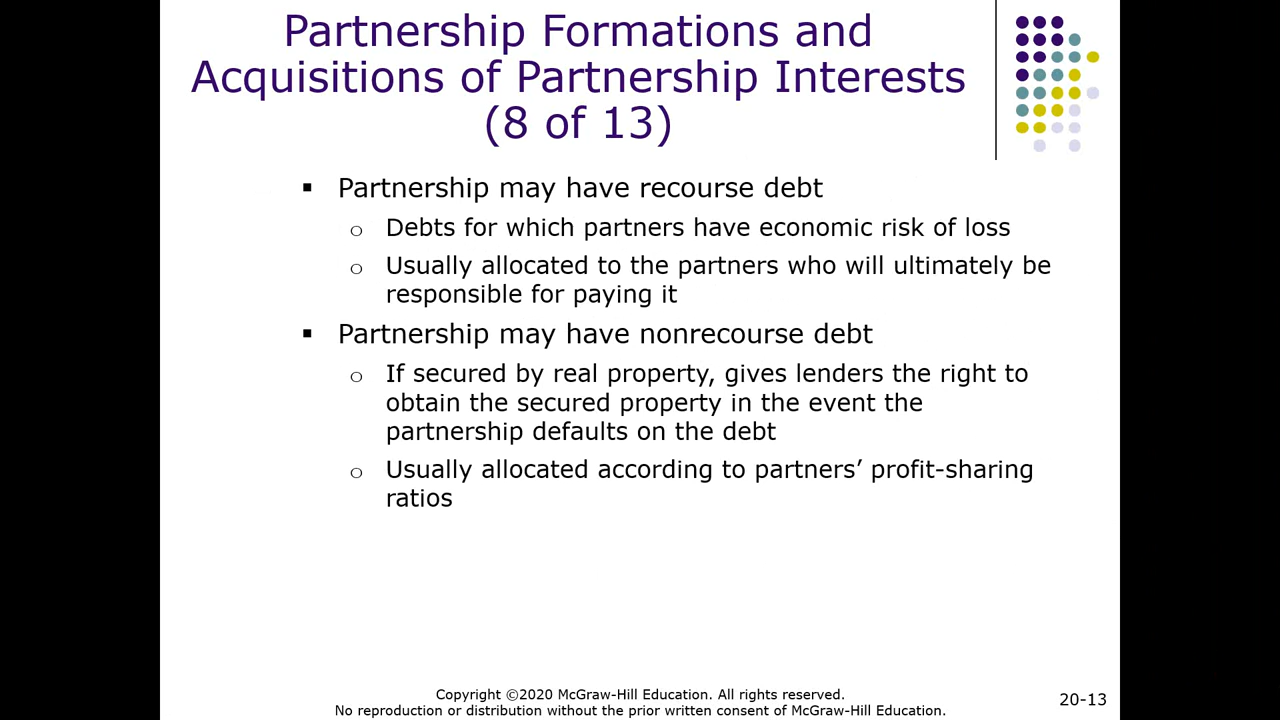 Partnership Formations and
Acquisitions of Partnership Interests
(8 of 13)
▪ Partnership may have recourse debt
o Debts for which partners have economic risk of loss
o Usually allocated to the partners who will ultimately be
responsible for paying it
▪ Partnership may have nonrecourse debt
o If secured by real property, gives lenders the right to
obtain the secured property in the event the
partnership defaults on the debt
o Usually allocated according to partners’ profit-sharing
ratios
Copyright ©2020 McGraw-Hill Education. All rights reserved.
No reproduction or distribution without the prior written consent of McGraw-Hill Education.
20-13